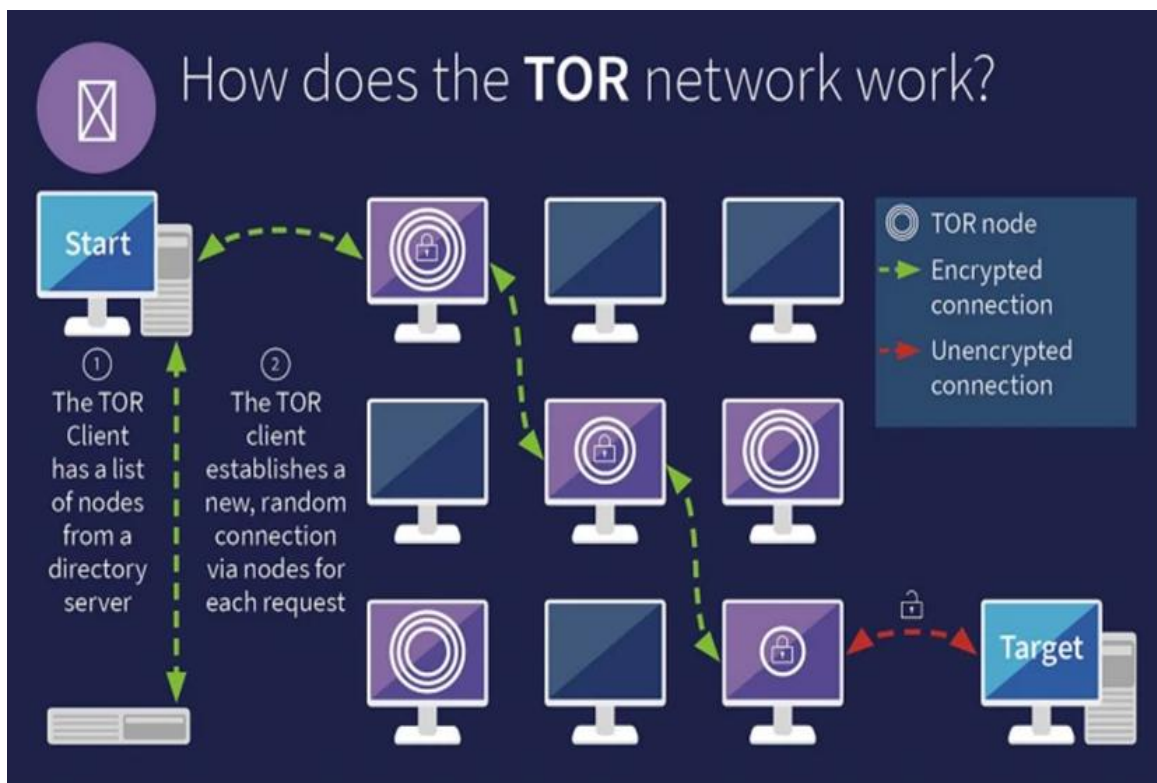 How does the TOR network work?
Start
1
The TOR
Client
has a list
of nodes
from a
directory
server
2
The TOR
client
establishes a
new, random
connection
via nodes for
each request
TOR node
Encrypted
connection
Unencrypted
connection
Target